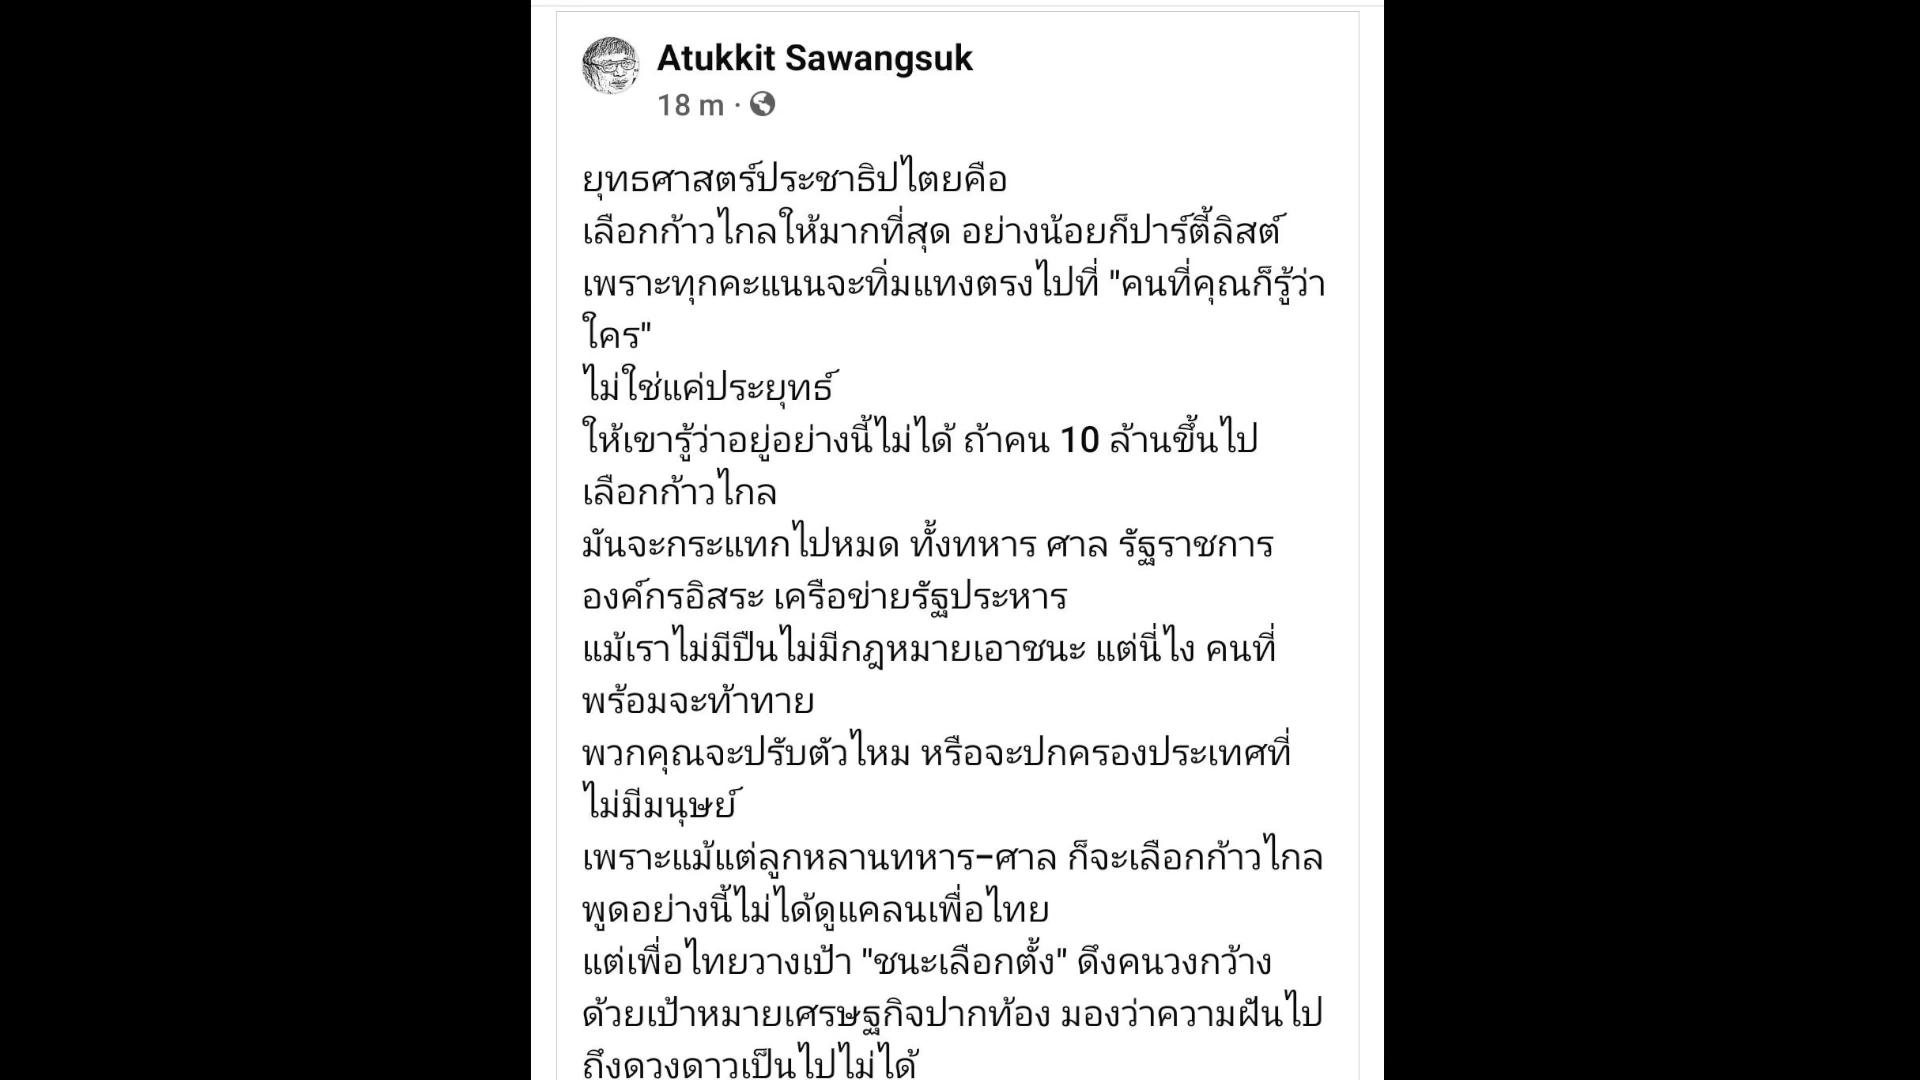 Atukkit Sawangsuk
18 m ·
ยุทธศาสตร์ประชาธิปไตยคือ
เลือกก้าวไกลให้มากที่สุด อย่างน้อยก็ปาร์ตี้ลิสต์
เพราะทุกคะแนนจะทิ่มแทงตรงไปที่ "คนที่คุณก็รู้ว่า
ใคร"
ไม่ใช่แค่ประยุทธ์
ให้เขารู้ว่าอยู่อย่างนี้ไม่ได้ ถ้าคน 10 ล้านขึ้นไป
เลือกก้าวไกล
มันจะกระแทกไปหมด ทั้งทหาร ศาล รัฐราชการ
องค์กรอิสระ เครือข่ายรัฐประหาร
แม้เราไม่มีปืนไม่มีกฎหมายเอาชนะ แต่นี่ไง คนที่
พร้อมจะท้าทาย
พวกคุณจะปรับตัวไหม หรือจะปกครองประเทศที่
ไม่มีมนุษย์
เพราะแม้แต่ลูกหลานทหาร-ศาล ก็จะเลือกก้าวไกล
พูดอย่างนี้ไม่ได้ดูแคลนเพื่อไทย
แต่เพื่อไทยวางเป้า "ชนะเลือกตั้ง" ดึงคนวงกว้าง
ด้วยเป้าหมายเศรษฐกิจปากท้อง มองว่าความฝันไป
ถึงดวงดาวเป็นไปไม่ได้